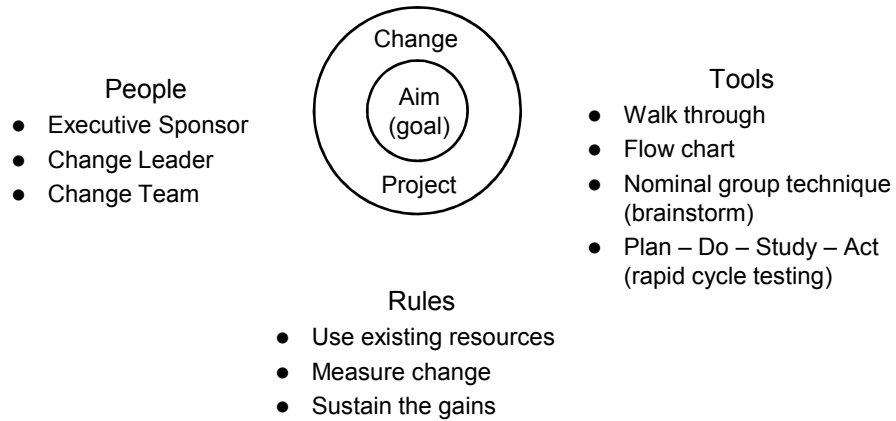 Change
Aim
(goal)
Project
People
● Executive Sponsor
● Change Leader
● Change Team
Tools
● Walk through
● Flow chart
● Nominal group technique
(brainstorm)
● Plan – Do – Study – Act
(rapid cycle testing)
Rules
● Use existing resources
● Measure change
● Sustain the gains